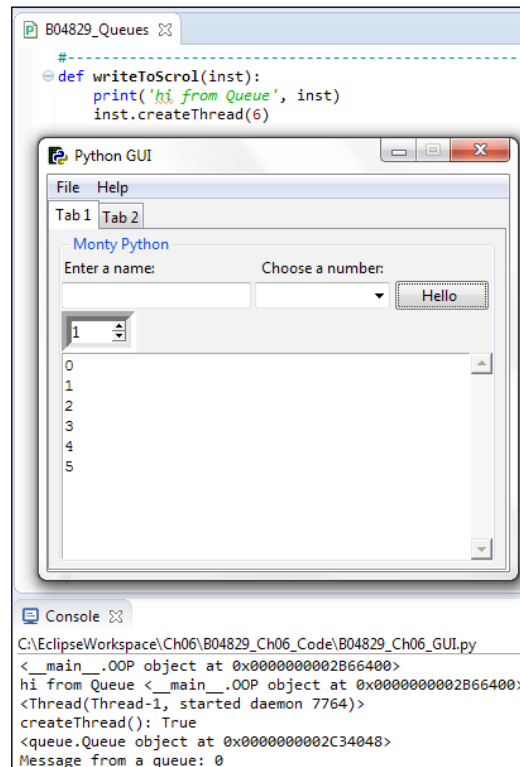 B04829_Queues
#--------------------------------------------------
def writeToScrol(inst):
print('hi from Queue', inst)
inst.createThread(6)
Python GUI
File Help
Tab 1 Tab 2
Monty Python
Enter a name: Choose a number:
Hello
1
0
1
2
3
4
5
Console
C:\EclipseWorkspace\Ch06\B04829_Ch06_Code\B04829_Ch06_GUI.py
<__main__.OOP object at 0x0000000002B66400>
hi from Queue <__main__.OOP object at 0x0000000002B66400>
<Thread(Thread-1, started daemon 7764)>
createThread(): True
<queue.Queue object at 0x0000000002C34048>
Message from a queue: 0